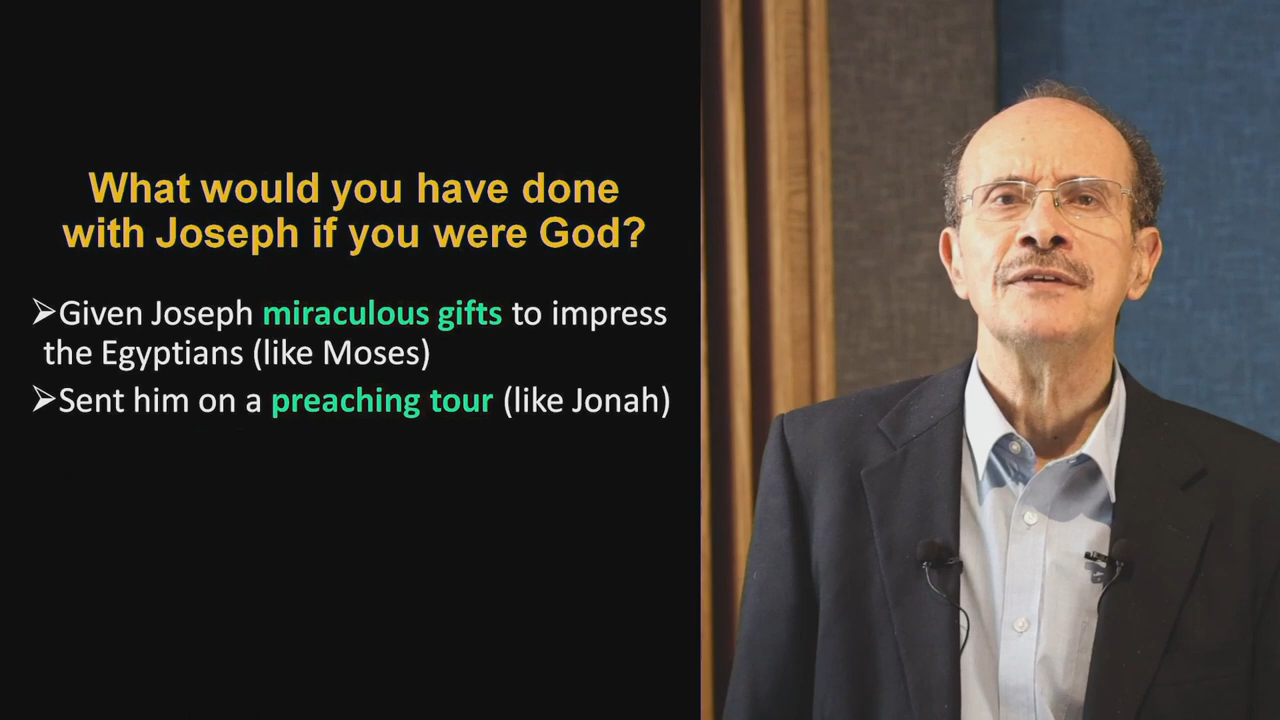 What would you have done
with Joseph if you were God?
➢Given Joseph miraculous gifts to impress
the Egyptians (like Moses)
➢Sent him on a preaching tour (like Jonah)